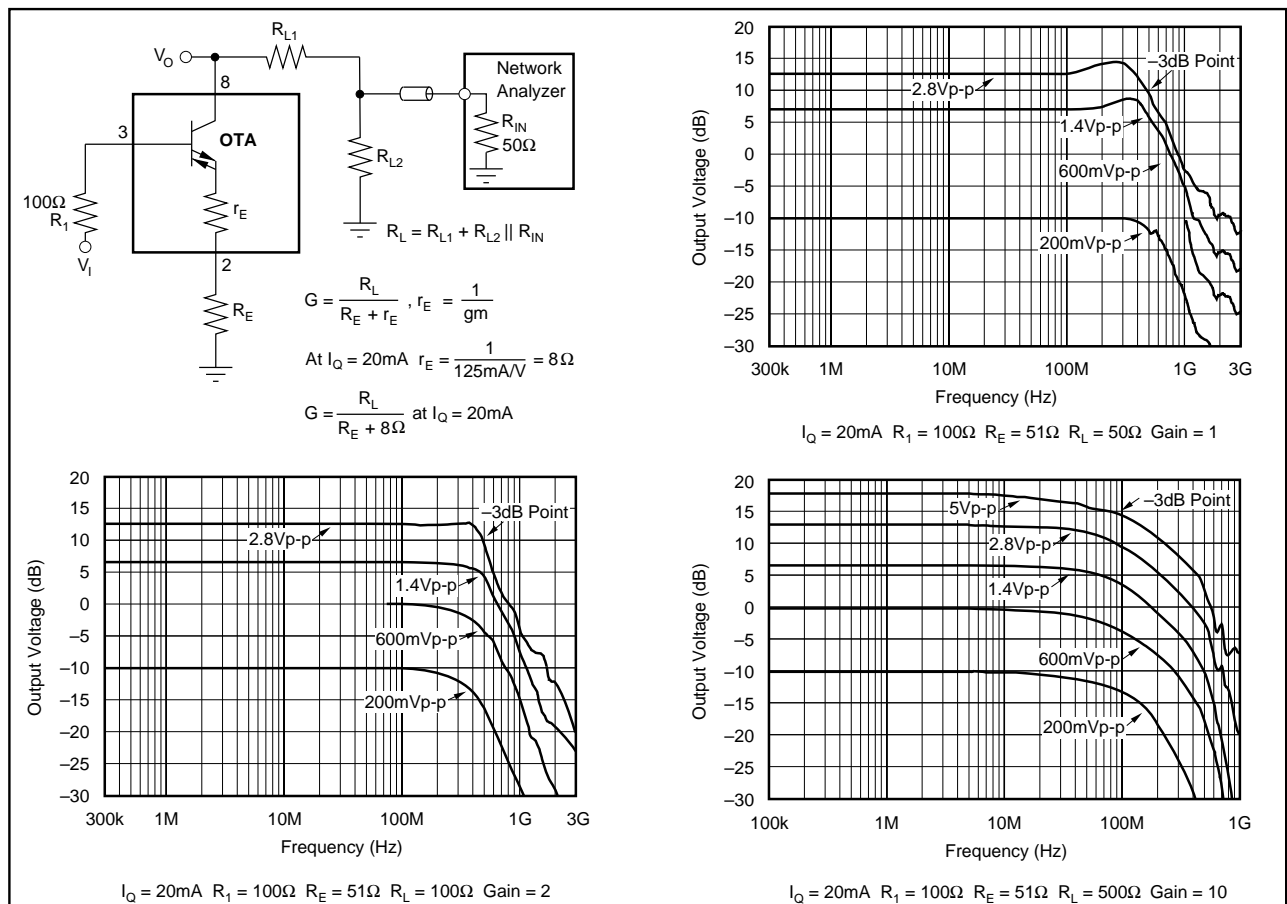 R_L1
V_O
8
3
OTA
r_E
100Ω
R_1
V_I
2
R_E
R_L2
Network
Analyzer
R_IN
50Ω
R_L = R_L1 + R_L2 || R_IN
G = R_L / (R_E + r_E) , r_E = 1 / gm
At I_Q = 20mA r_E = 1 / 125mA/V = 8Ω
G = R_L / (R_E + 8Ω) at I_Q = 20mA
Output Voltage (dB)
20
15
10
5
0
–5
–10
–15
–20
–25
–30
–3dB Point
2.8Vp-p
1.4Vp-p
600mVp-p
200mVp-p
300k 1M 10M 100M 1G 3G
Frequency (Hz)
I_Q = 20mA R_1 = 100Ω R_E = 51Ω R_L = 50Ω Gain = 1
Output Voltage (dB)
20
15
10
5
0
–5
–10
–15
–20
–25
–30
–3dB Point
2.8Vp-p
1.4Vp-p
600mVp-p
200mVp-p
300k 1M 10M 100M 1G 3G
Frequency (Hz)
I_Q = 20mA R_1 = 100Ω R_E = 51Ω R_L = 100Ω Gain = 2
Output Voltage (dB)
20
15
10
5
0
–5
–10
–15
–20
–25
–30
5Vp-p
–3dB Point
2.8Vp-p
1.4Vp-p
600mVp-p
200mVp-p
100k 1M 10M 100M 1G
Frequency (Hz)
I_Q = 20mA R_1 = 100Ω R_E = 51Ω R_L = 500Ω Gain = 10